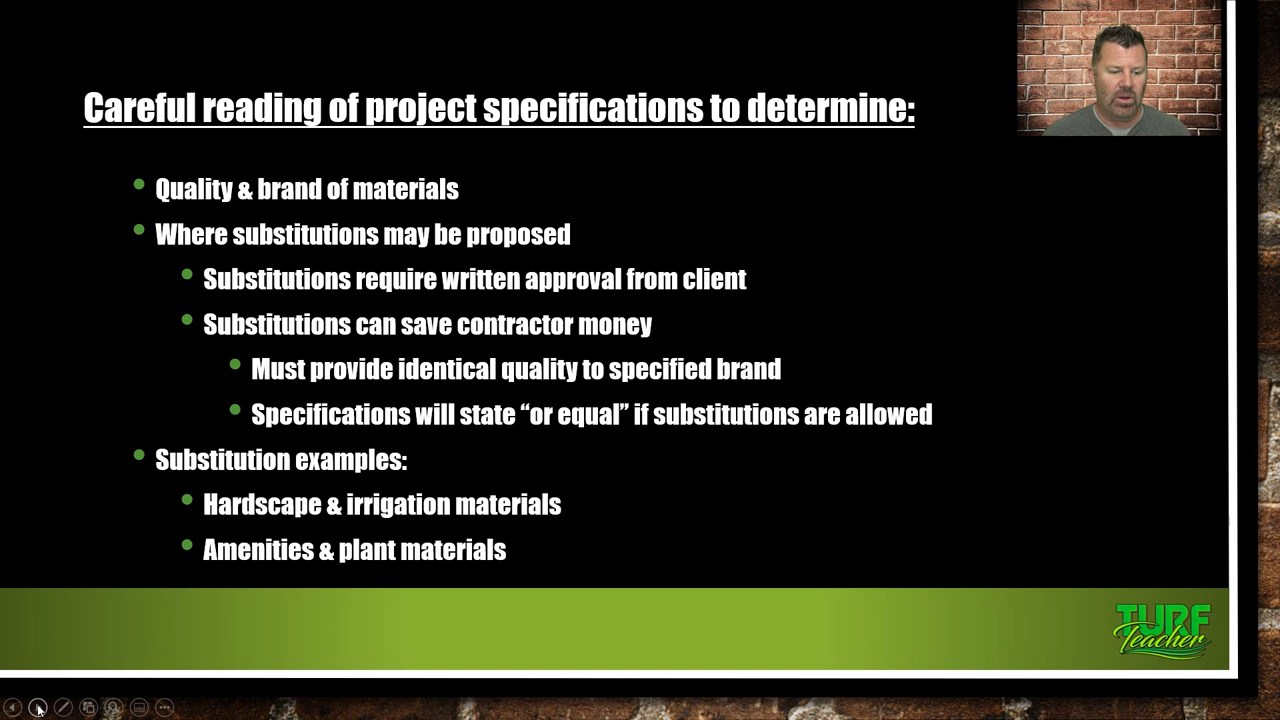 Careful reading of project specifications to determine:
Quality & brand of materials
Where substitutions may be proposed
Substitutions require written approval from client
Substitutions can save contractor money
Must provide identical quality to specified brand
Specifications will state “or equal” if substitutions are allowed
Substitution examples:
Hardscape & irrigation materials
Amenities & plant materials
TURF
Teacher